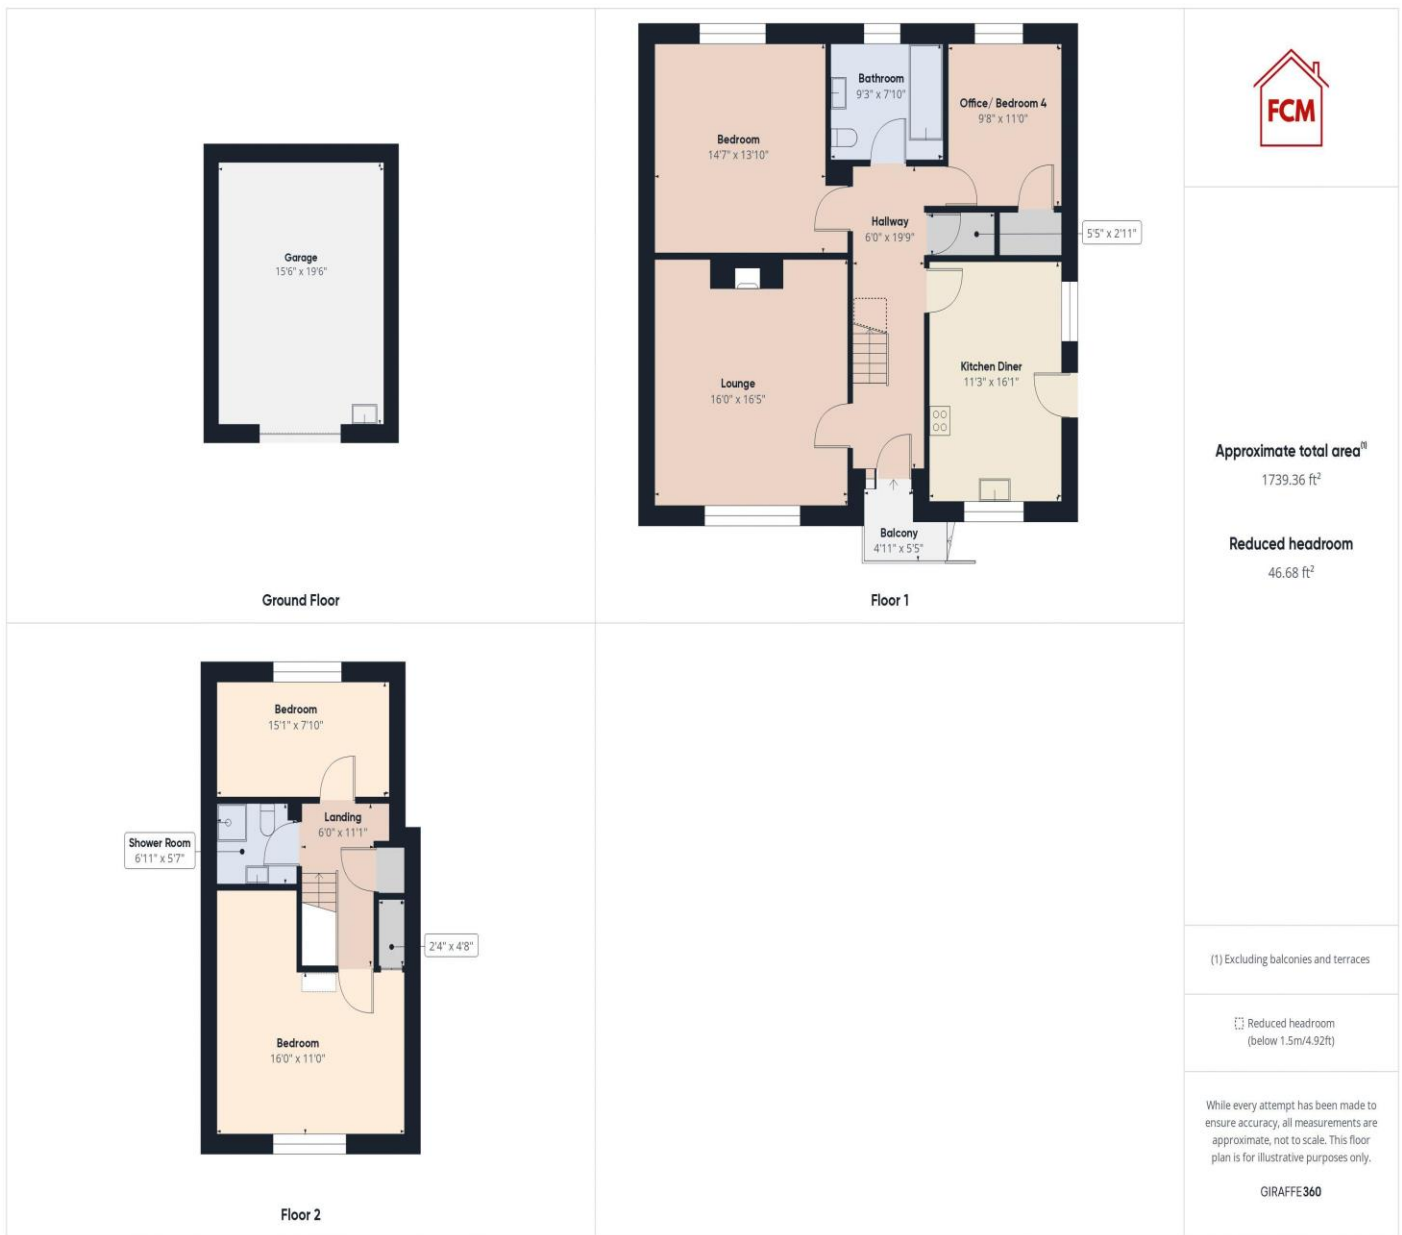 Garage
15'6" x 19'6"
Ground Floor
Bedroom
14'7" x 13'10"
Bathroom
9'3" x 7'10"
Office/ Bedroom 4
9'8" x 11'0"
Hallway
6'0" x 19'9"
5'5" x 2'11"
Lounge
16'0" x 16'5"
Kitchen Diner
11'3" x 16'1"
Balcony
4'11" x 5'5"
Floor 1
Bedroom
15'1" x 7'10"
Landing
6'0" x 11'1"
Shower Room
6'11" x 5'7"
2'4" x 4'8"
Bedroom
16'0" x 11'0"
Floor 2
FCM
Approximate total area(1)
1739.36 ft²
Reduced headroom
46.68 ft²
(1) Excluding balconies and terraces
Reduced headroom
(below 1.5m/4.92ft)
While every attempt has been made to
ensure accuracy, all measurements are
approximate, not to scale. This floor
plan is for illustrative purposes only.
GIRAFFE360